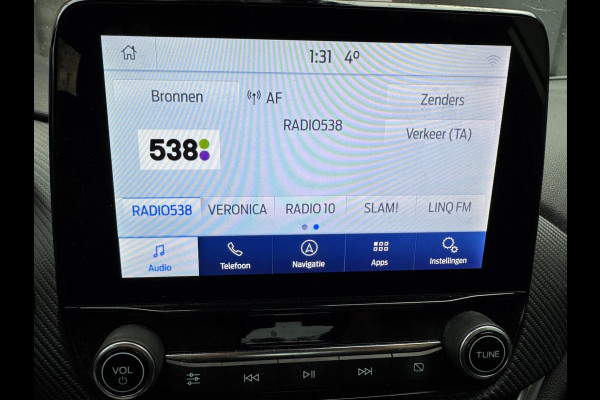 1:31 4°
Bronnen AF Zenders
RADIO538
Verkeer (TA)
538
RADIO538 VERONICA RADIO 10 SLAM! LINQ FM
Audio Telefoon Navigatie Apps Instellingen
VOL TUNE